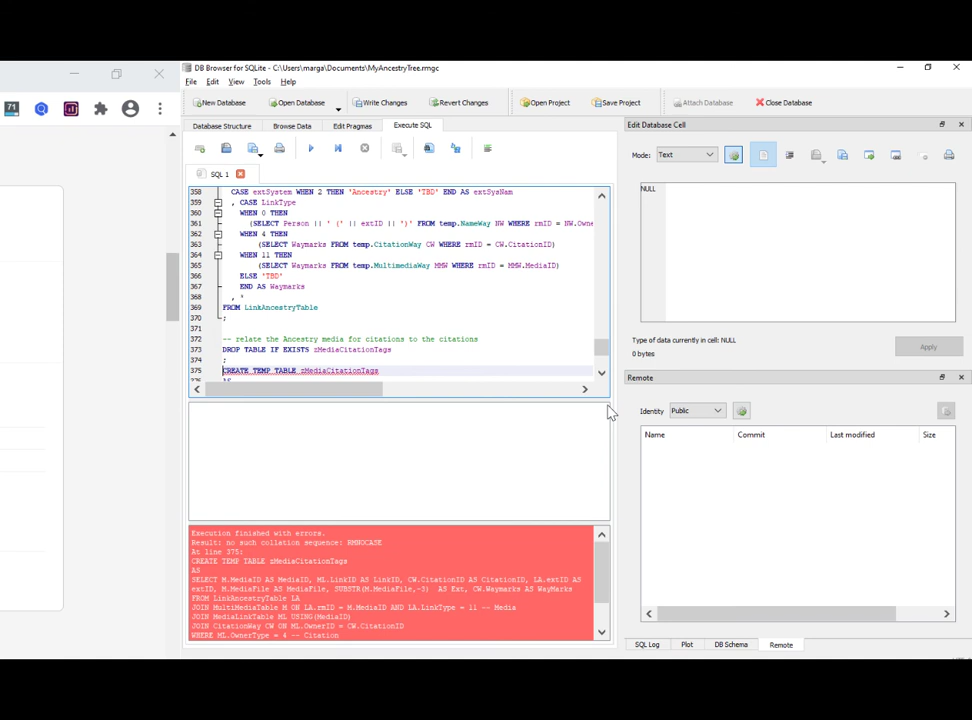 71
DB Browser for SQLite - C:\Users\marga\Documents\MyAncestryTree.rmgc
File Edit View Tools Help
New Database Open Database Write Changes Revert Changes Open Project Save Project Attach Database Close Database
Database Structure Browse Data Edit Pragmas Execute SQL
SQL 1
358 CASE extSystem WHEN 2 THEN 'Ancestry' ELSE 'TBD' END AS extSysNam
359 , CASE LinkType
360 WHEN 0 THEN
361 (SELECT Person || ' (' || extID || ')' FROM temp.NameWay NW WHERE rmID = NW.Owne
362 WHEN 4 THEN
363 (SELECT Waymarks FROM temp.CitationWay CW WHERE rmID = CW.CitationID)
364 WHEN 11 THEN
365 (SELECT Waymarks FROM temp.MultimediaWay MMW WHERE rmID = MMW.MediaID)
366 ELSE 'TBD'
367 END AS Waymarks
368 , *
369 FROM LinkAncestryTable
370 ;
371
372 -- relate the Ancestry media for citations to the citations
373 DROP TABLE IF EXISTS zMediaCitationTags
374 ;
375 CREATE TEMP TABLE zMediaCitationTags
376 AS
Execution finished with errors.
Result: no such collation sequence: RMNOCASE
At line 375:
CREATE TEMP TABLE zMediaCitationTags
AS
SELECT M.MediaID AS MediaID, ML.LinkID AS LinkID, CW.CitationID AS CitationID, LA.extID AS
extID, M.MediaFile AS MediaFile, SUBSTR(M.MediaFile,-3) AS Ext, CW.Waymarks AS WayMarks
FROM LinkAncestryTable LA
JOIN MultiMediaTable M ON LA.rmID = M.MediaID AND LA.LinkType = 11 -- Media
JOIN MediaLinkTable ML USING(MediaID)
JOIN CitationWay CW ON ML.OwnerID = CW.CitationID
WHERE ML.OwnerType = 4 -- Citation
Edit Database Cell
Mode: Text
NULL
Type of data currently in cell: NULL
0 bytes
Apply
Remote
Identity Public
Name Commit Last modified Size
SQL Log Plot DB Schema Remote